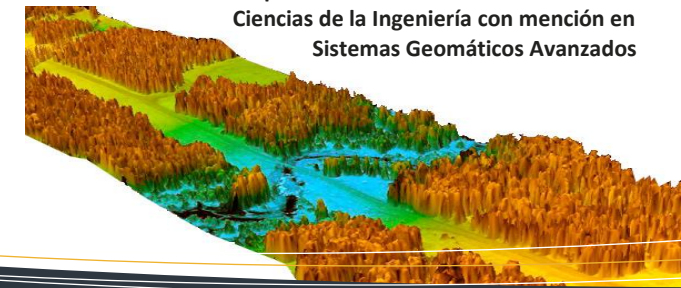 Ciencias de la Ingeniería con mención en
Sistemas Geomáticos Avanzados